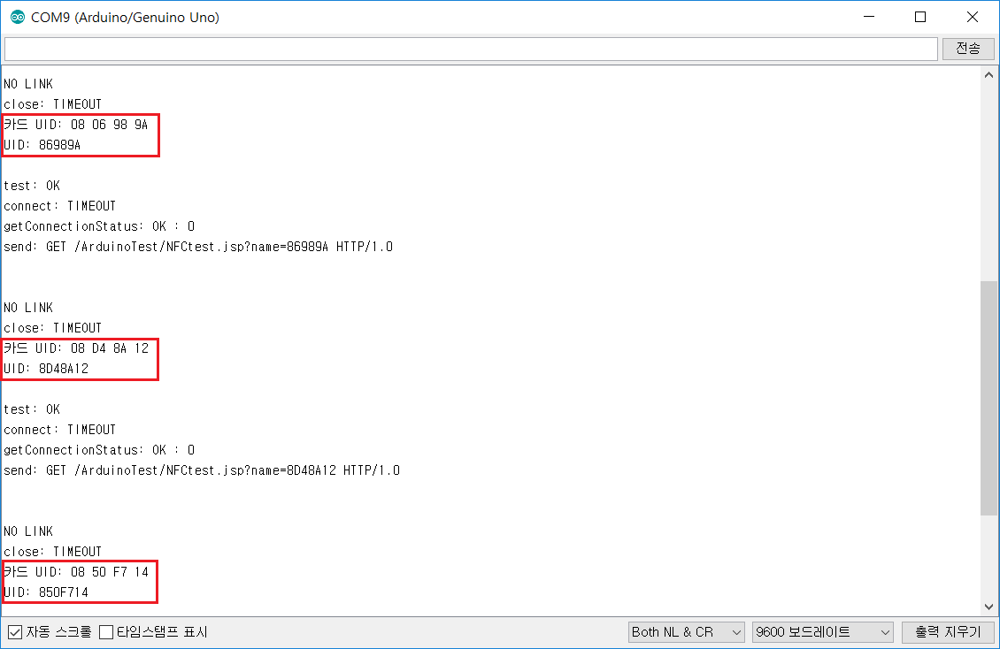 COM9 (Arduino/Genuino Uno)
전송
NO LINK
close: TIMEOUT
카드 UID: 08 06 98 9A
UID: 86989A
test: OK
connect: TIMEOUT
getConnectionStatus: OK : 0
send: GET /ArduinoTest/NFCtest.jsp?name=86989A HTTP/1.0
NO LINK
close: TIMEOUT
카드 UID: 08 D4 8A 12
UID: 8D48A12
test: OK
connect: TIMEOUT
getConnectionStatus: OK : 0
send: GET /ArduinoTest/NFCtest.jsp?name=8D48A12 HTTP/1.0
NO LINK
close: TIMEOUT
카드 UID: 08 50 F7 14
UID: 850F714
자동 스크롤 타임스탬프 표시 Both NL & CR 9600 보드레이트 출력 지우기